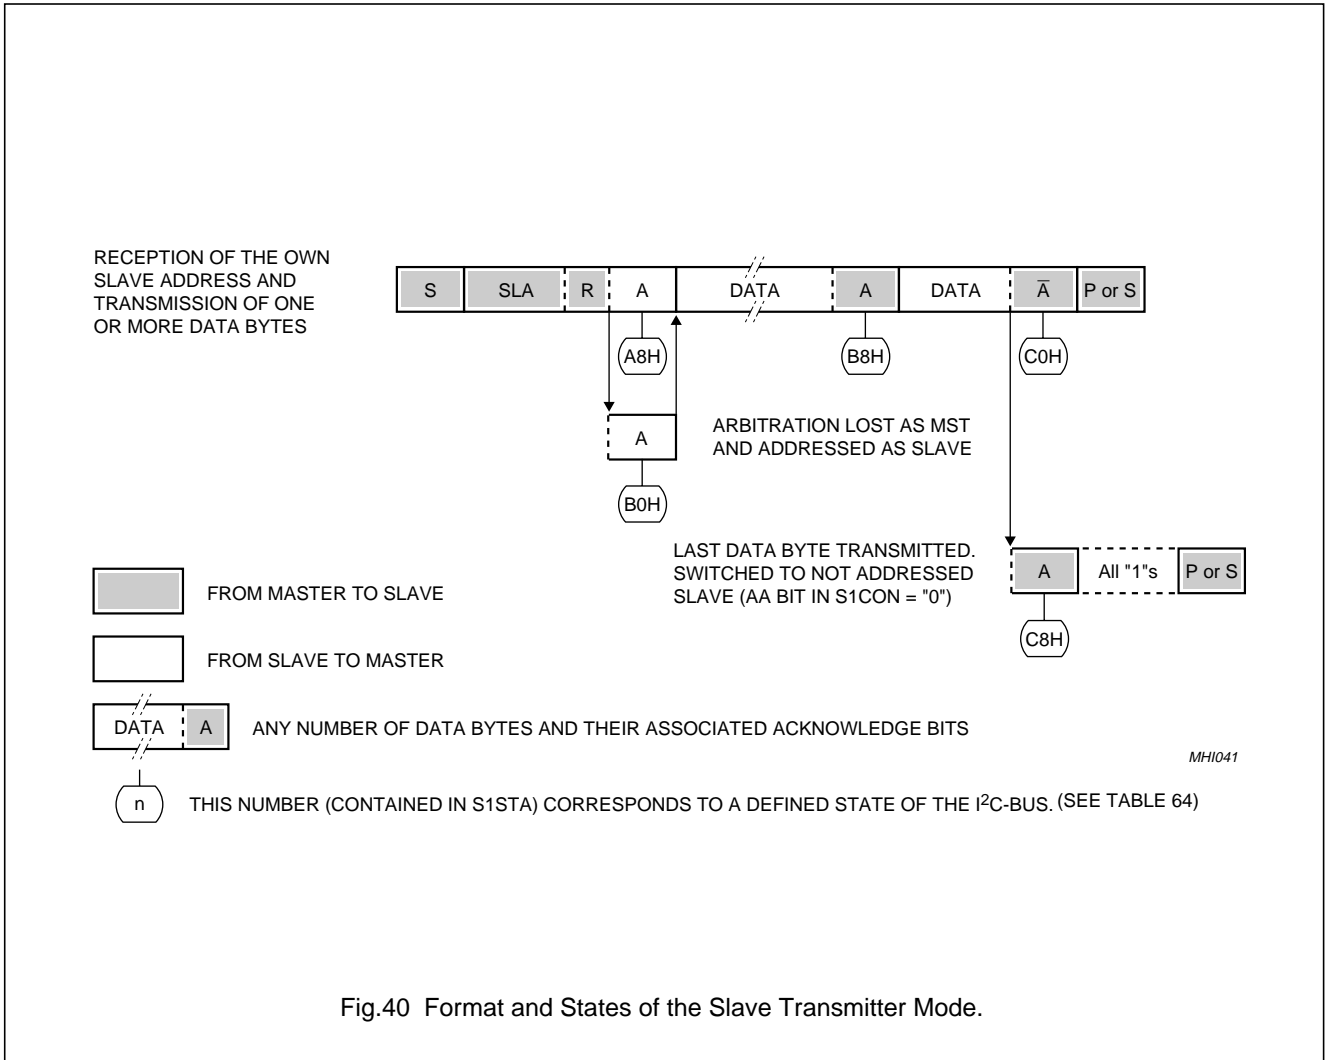 RECEPTION OF THE OWN
SLAVE ADDRESS AND
TRANSMISSION OF ONE
OR MORE DATA BYTES
S SLA R A DATA A DATA A̅ P or S
A8H B8H C0H
A
ARBITRATION LOST AS MST
AND ADDRESSED AS SLAVE
B0H
LAST DATA BYTE TRANSMITTED.
SWITCHED TO NOT ADDRESSED
SLAVE (AA BIT IN S1CON = "0")
A All "1"s P or S
C8H
FROM MASTER TO SLAVE
FROM SLAVE TO MASTER
DATA A ANY NUMBER OF DATA BYTES AND THEIR ASSOCIATED ACKNOWLEDGE BITS
MHI041
n THIS NUMBER (CONTAINED IN S1STA) CORRESPONDS TO A DEFINED STATE OF THE I²C-BUS. (SEE TABLE 64)
Fig.40 Format and States of the Slave Transmitter Mode.